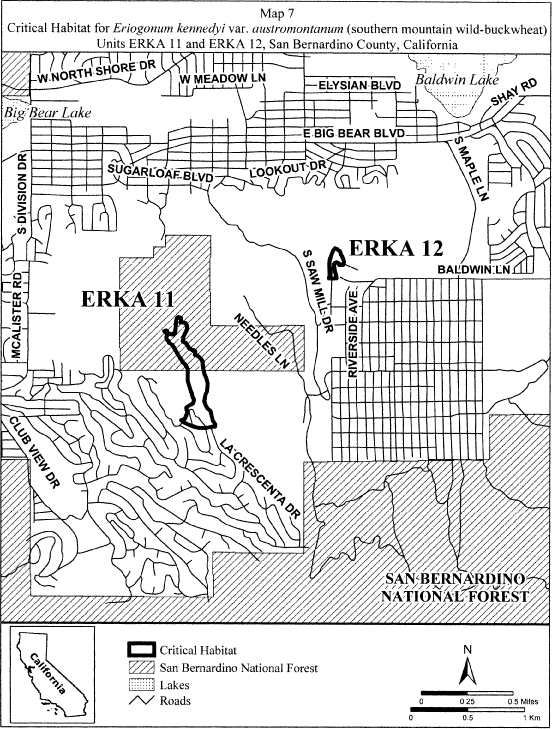 Map 7
Critical Habitat for Eriogonum kennedyi var. austromontanum (southern mountain wild-buckwheat)
Units ERKA 11 and ERKA 12, San Bernardino County, California
W NORTH SHORE DR
W MEADOW LN
ELYSIAN BLVD
Baldwin Lake
SHAY RD
Big Bear Lake
E BIG BEAR BLVD
SUGARLOAF BLVD
LOOKOUT DR
S MAPLE LN
S DIVISION DR
ERKA 12
S SAW MILL DR
BALDWIN LN
ERKA 11
MCALISTER RD
NEEDLES LN
RIVERSIDE AVE
CLUB VIEW DR
LA CRESCENTA DR
SAN BERNARDINO
NATIONAL FOREST
California
Critical Habitat
San Bernardino National Forest
Lakes
Roads
N
0 0.25 0.5 Miles
0 0.5 1 Km